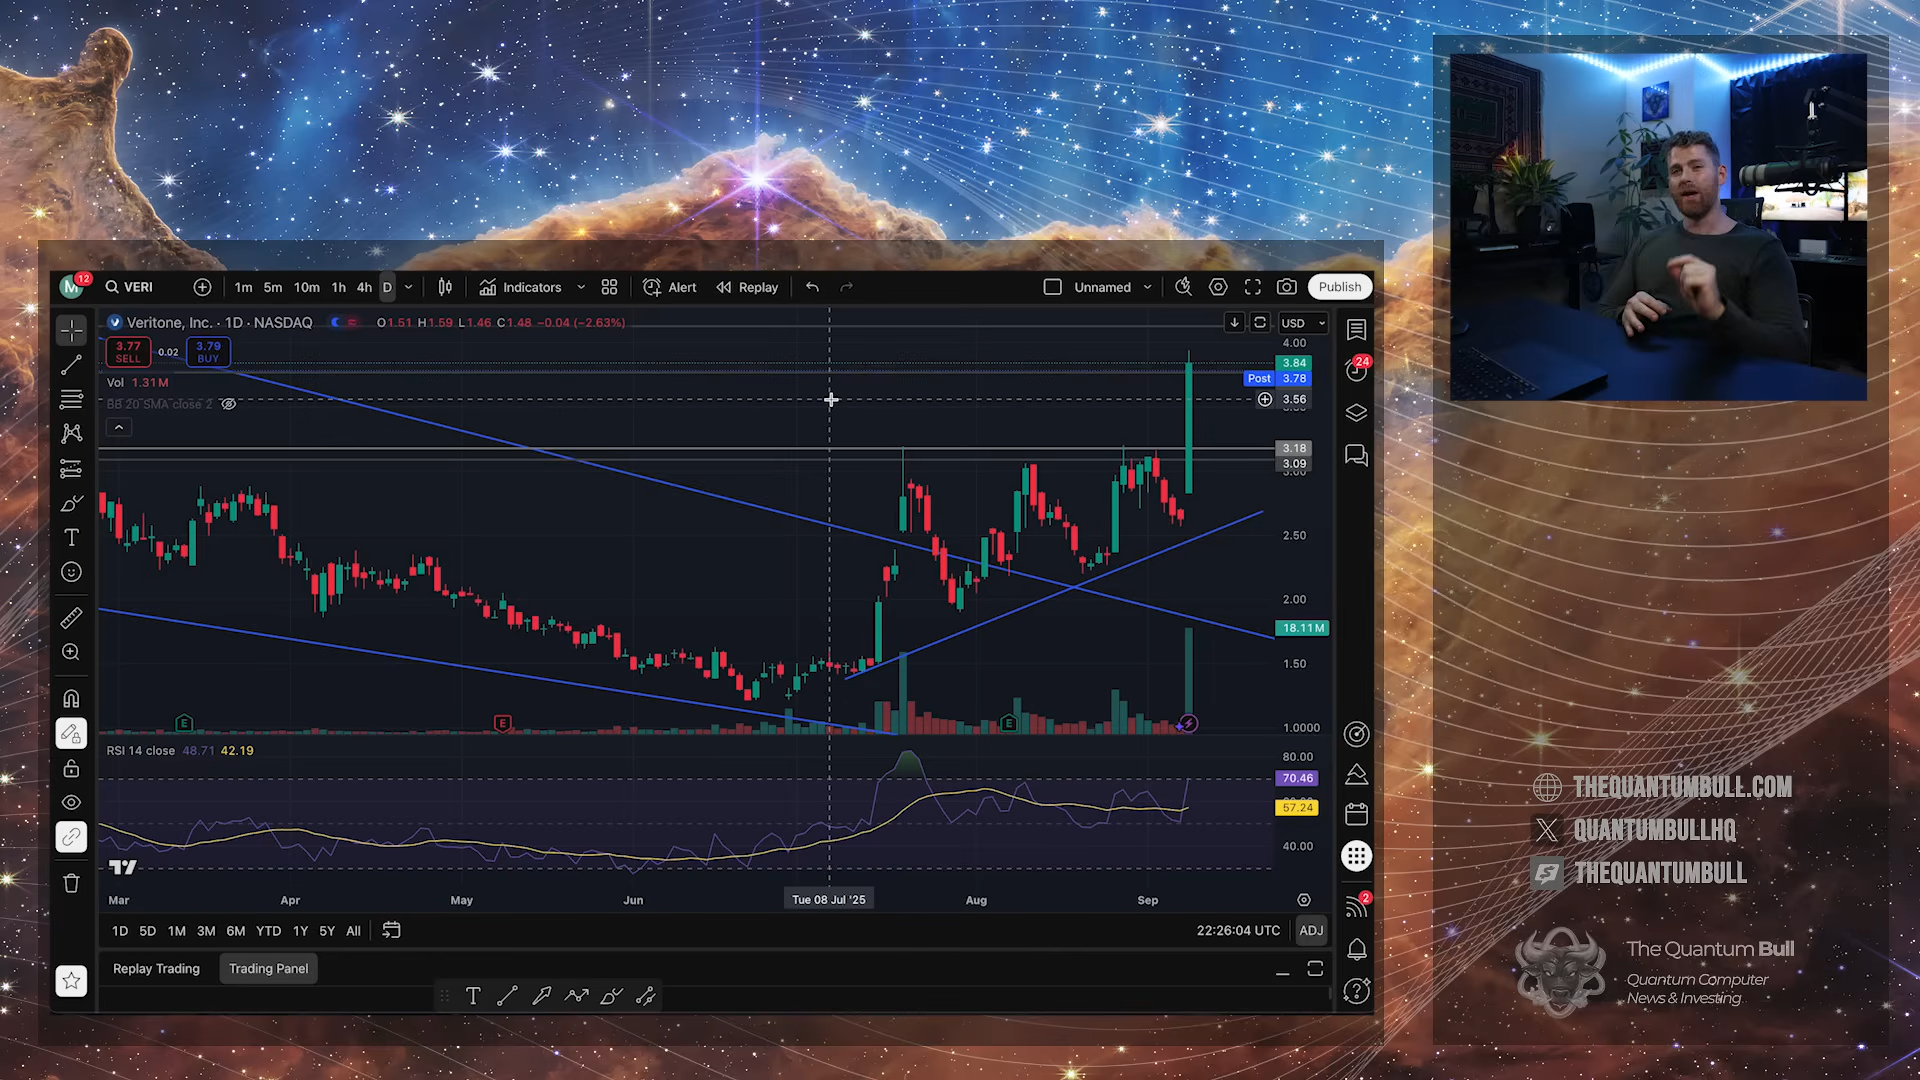 M 12
VERI
1m 5m 10m 1h 4h D
Indicators
Alert
Replay
Unnamed
Publish
Veritone, Inc. · 1D · NASDAQ
O1.51 H1.59 L1.46 C1.48 −0.04 (−2.63%)
USD
3.77
SELL
0.02
3.79
BUY
Vol 1.31M
BB 20 SMA close 2
4.00
3.84
Post 3.78
3.56
3.18
3.09
3.00
2.50
2.00
18.11M
1.50
1.0000
24
E
E
E
RSI 14 close 48.71 42.19
80.00
70.46
57.24
40.00
Mar
Apr
May
Jun
Tue 08 Jul '25
Aug
Sep
2
1D 5D 1M 3M 6M YTD 1Y 5Y All
22:26:04 UTC
ADJ
Replay Trading
Trading Panel
THEQUANTUMBULL.COM
QUANTUMBULLHQ
THEQUANTUMBULL
The Quantum Bull
Quantum Computer
News & Investing